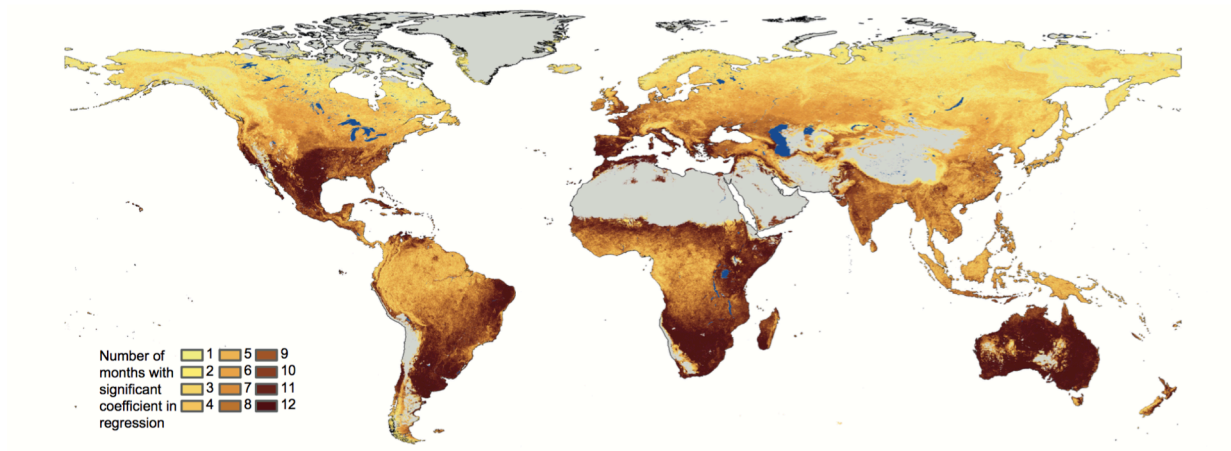 Number of 1 5 9
months with 2 6 10
significant 3 7 11
coefficient in 4 8 12
regression